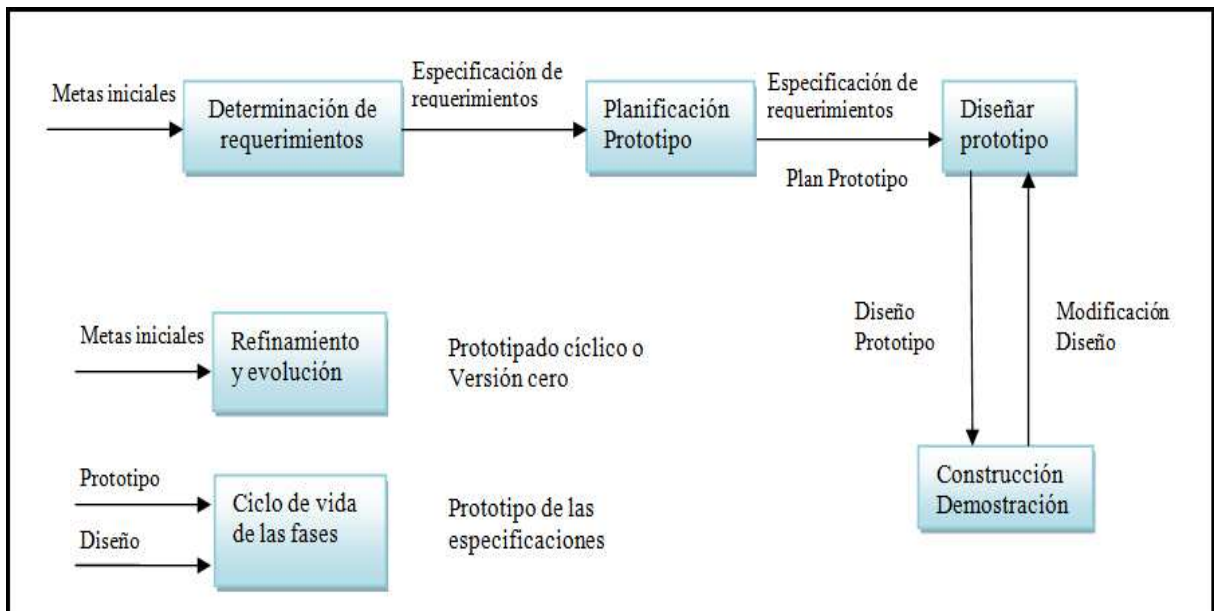 Metas iniciales
Determinación de
requerimientos
Especificación de
requerimientos
Planificación
Prototipo
Especificación de
requerimientos
Plan Prototipo
Diseñar
prototipo
Diseño
Prototipo
Modificación
Diseño
Construcción
Demostración
Metas iniciales
Refinamiento
y evolución
Prototipado cíclico o
Versión cero
Prototipo
Diseño
Ciclo de vida
de las fases
Prototipo de las
especificaciones